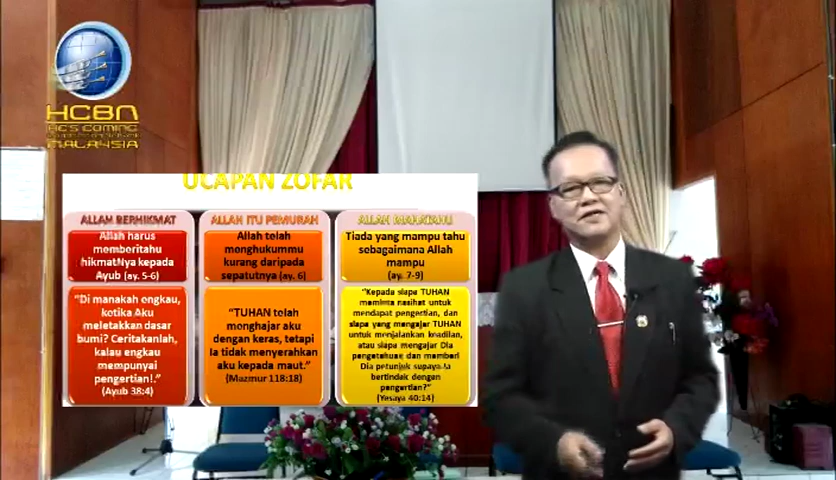 HCBN
HE'S COMING
MALAYSIA
UCAPAN ZOFAR
ALLAH BERHIKMAT
Allah harus
memberitahu
hikmatNya kepada
Ayub (ay. 5-6)
"Di manakah engkau,
ketika Aku
meletakkan dasar
bumi? Ceritakanlah,
kalau engkau
mempunyai
pengertian!."
(Ayub 38:4)
ALLAH ITU PEMURAH
Allah telah
menghukummu
kurang daripada
sepatutnya (ay. 6)
"TUHAN telah
menghajar aku
dengan keras, tetapi
Ia tidak menyerahkan
aku kepada maut."
(Mazmur 118:18)
ALLAH MAHATAHU
Tiada yang mampu tahu
sebagaimana Allah
mampu
(ay. 7-9)
"Kepada siapa TUHAN
meminta nasihat untuk
mendapat pengertian, dan
siapa yang mengajar TUHAN
untuk menjalankan keadilan,
atau siapa mengajar Dia
pengetahuan dan memberi
Dia petunjuk supaya Ia
bertindak dengan
pengertian?"
(Yesaya 40:14)